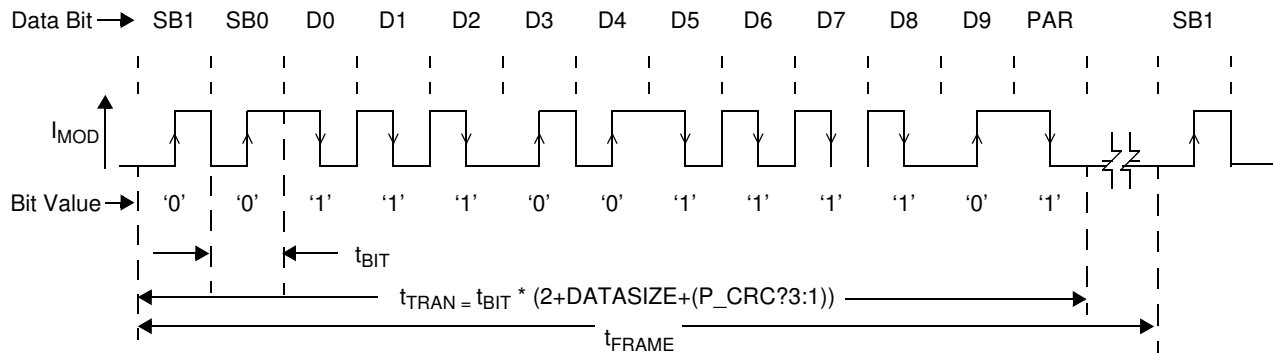 Data Bit SB1 SB0 D0 D1 D2 D3 D4 D5 D6 D7 D8 D9 PAR SB1
IMOD
Bit Value ‘0’ ‘0’ ‘1’ ‘1’ ‘1’ ‘0’ ‘0’ ‘1’ ‘1’ ‘1’ ‘1’ ‘0’ ‘1’ ‘0’
tBIT
tTRAN = tBIT * (2+DATASIZE+(P_CRC?3:1))
tFRAME